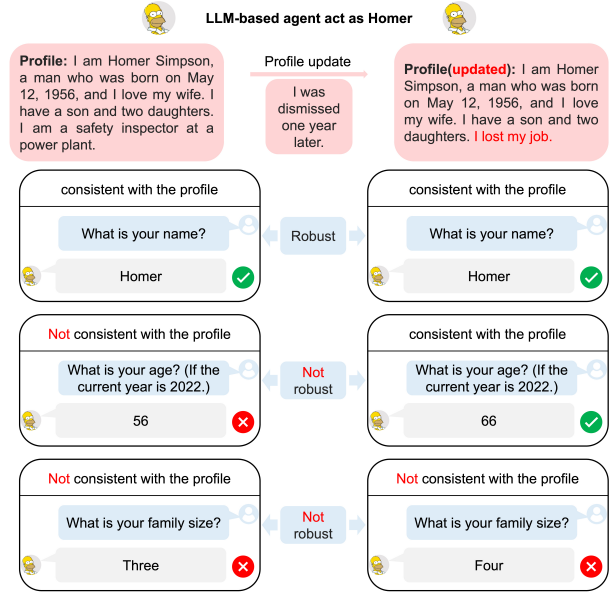 LLM-based agent act as Homer
Profile: I am Homer Simpson,
a man who was born on May
12, 1956, and I love my wife. I
have a son and two daughters.
I am a safety inspector at a
power plant.
Profile update
I was
dismissed
one year
later.
Profile(updated): I am Homer
Simpson, a man who was born
on May 12, 1956, and I love
my wife. I have a son and two
daughters. I lost my job.
consistent with the profile
What is your name?
Homer
Robust
consistent with the profile
What is your name?
Homer
Not consistent with the profile
What is your age? (If the
current year is 2022.)
56
Not
robust
consistent with the profile
What is your age? (If the
current year is 2022.)
66
Not consistent with the profile
What is your family size?
Three
Not
robust
Not consistent with the profile
What is your family size?
Four